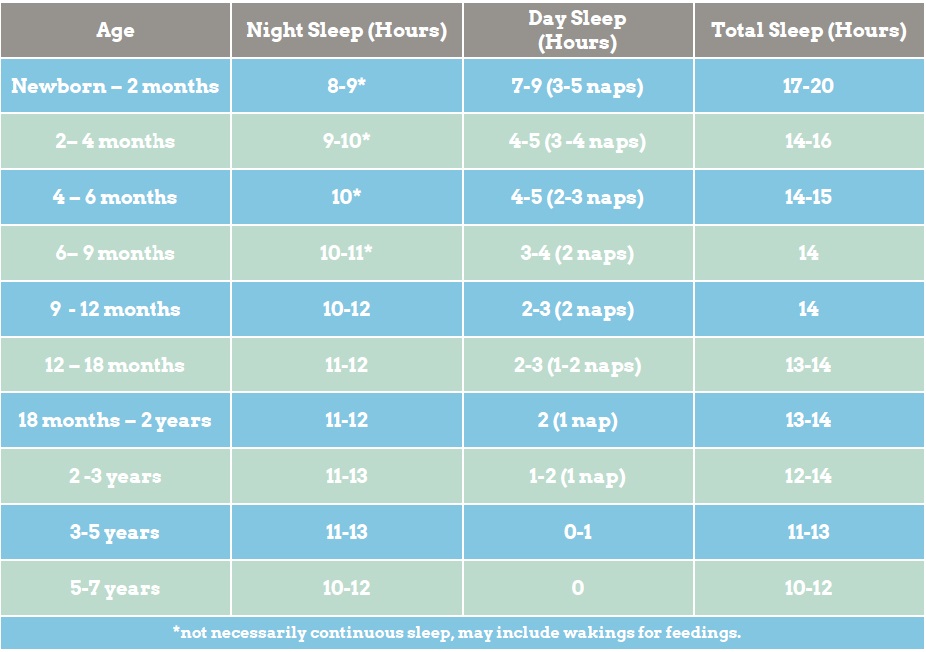 Age Night Sleep (Hours) Day Sleep (Hours) Total Sleep (Hours)
Newborn – 2 months 8-9* 7-9 (3-5 naps) 17-20
2– 4 months 9-10* 4-5 (3 -4 naps) 14-16
4 – 6 months 10* 4-5 (2-3 naps) 14-15
6– 9 months 10-11* 3-4 (2 naps) 14
9 - 12 months 10-12 2-3 (2 naps) 14
12 – 18 months 11-12 2-3 (1-2 naps) 13-14
18 months – 2 years 11-12 2 (1 nap) 13-14
2 -3 years 11-13 1-2 (1 nap) 12-14
3-5 years 11-13 0-1 11-13
5-7 years 10-12 0 10-12
*not necessarily continuous sleep, may include wakings for feedings.